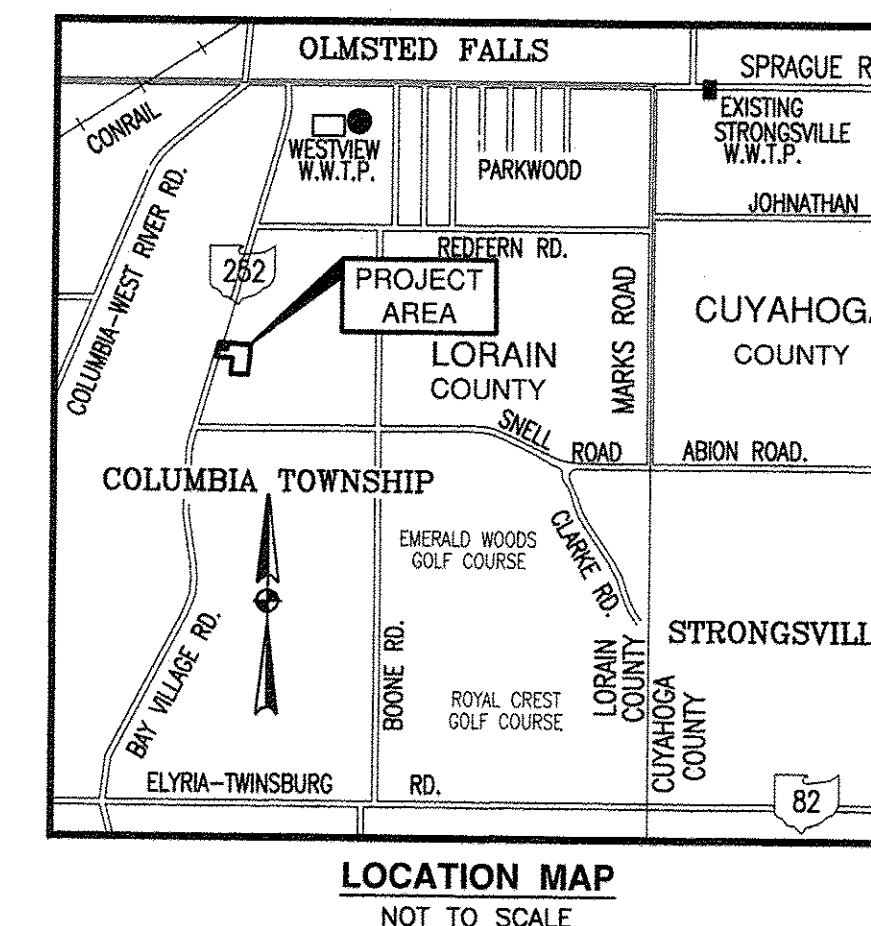 OLMSTED FALLS
SPRAGUE R
CONRAIL
WESTVIEW
W.W.T.P.
EXISTING
STRONGSVILLE
W.W.T.P.
PARKWOOD
JOHNATHAN
COLUMBIA-WEST RIVER RD.
252
REDFERN RD.
PROJECT
AREA
MARKS ROAD
CUYAHOGA
COUNTY
LORAIN
COUNTY
SNELL
ROAD
ABION ROAD.
COLUMBIA TOWNSHIP
EMERALD WOODS
GOLF COURSE
CLARKE RD.
BAY VILLAGE RD.
BOONE RD.
STRONGSVILL
LORAIN
COUNTY
CUYAHOGA
COUNTY
ROYAL CREST
GOLF COURSE
ELYRIA-TWINSBURG
RD.
82
LOCATION MAP
NOT TO SCALE